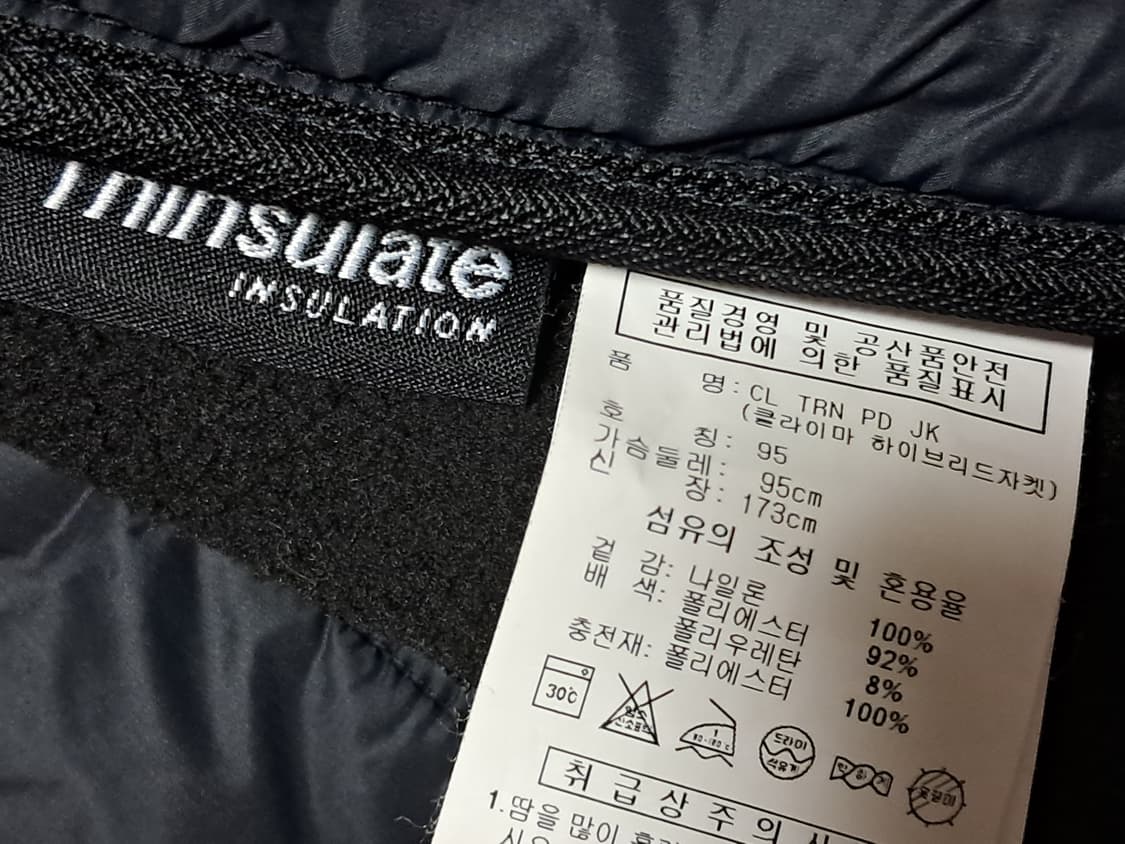 Thinsulate
INSULATION
품질경영 및 공산품안전
관리법에 의한 품질표시
품 명: CL TRN PD JK
(클라이마 하이브리드자켓)
호 칭: 95
가슴둘레: 95cm
신 장: 173cm
섬유의 조성 및 혼용율
겉 감: 나일론 100%
배 색: 폴리에스터 92%
폴리우레탄 8%
충전재: 폴리에스터 100%
30℃
드라이
석유계
취급상주의
1.땀을 많이